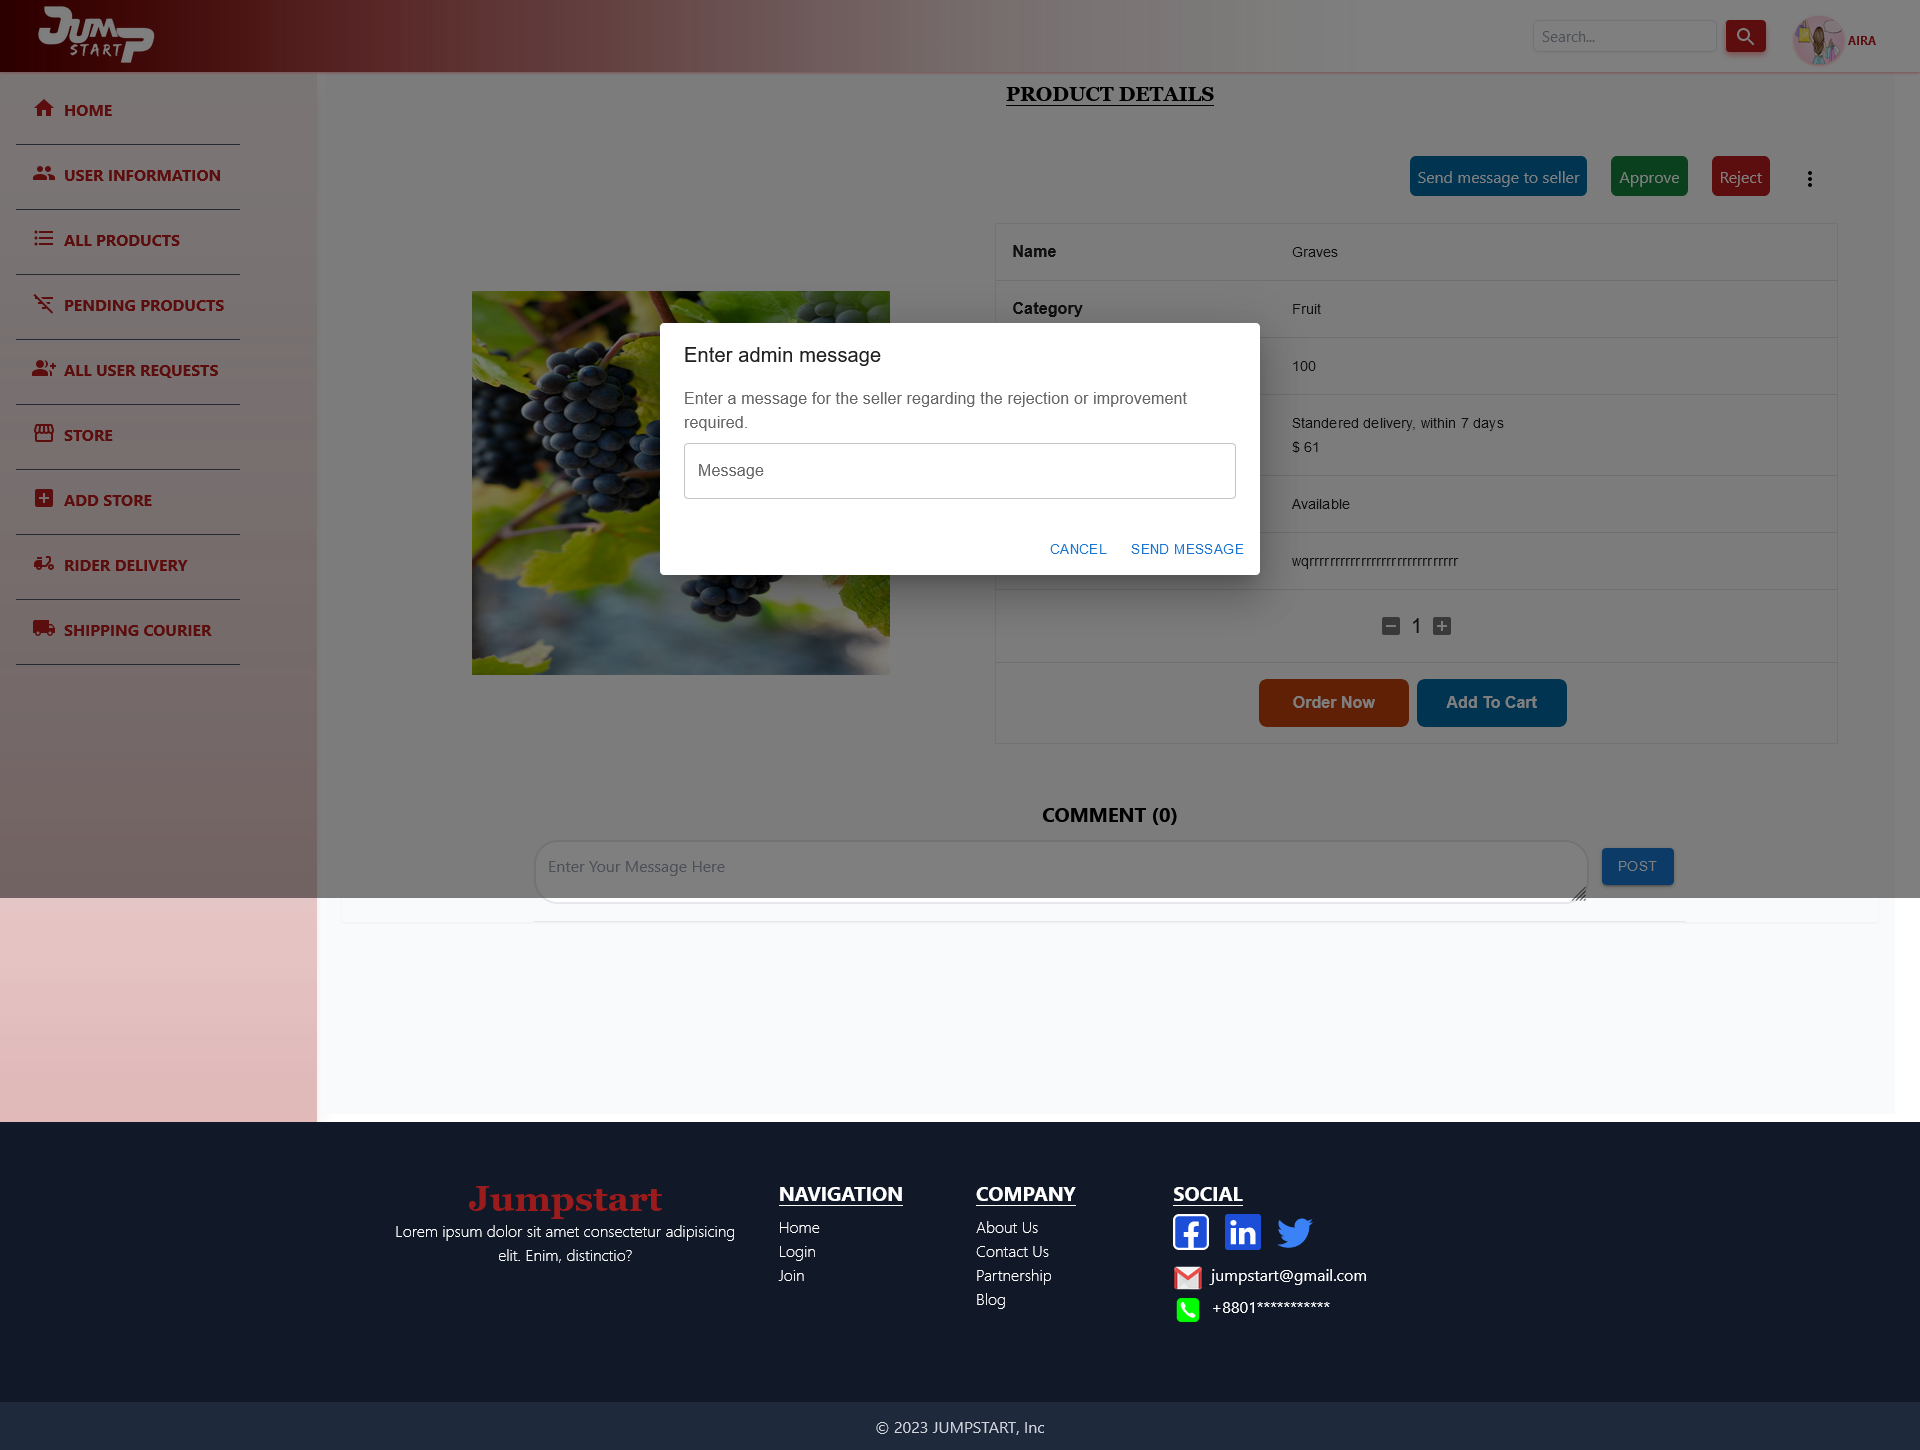 JUMP START
Search...
AIRA
HOME
USER INFORMATION
ALL PRODUCTS
PENDING PRODUCTS
ALL USER REQUESTS
STORE
ADD STORE
RIDER DELIVERY
SHIPPING COURIER
PRODUCT DETAILS
Send message to seller
Approve
Reject
Name
Graves
Category
Fruit
100
Standered delivery, within 7 days
$ 61
Available
1
Order Now
Add To Cart
Enter admin message
Enter a message for the seller regarding the rejection or improvement
required.
Message
CANCEL
SEND MESSAGE
COMMENT (0)
Enter Your Message Here
POST
Jumpstart
Lorem ipsum dolor sit amet consectetur adipisicing
elit. Enim, distinctio?
NAVIGATION
Home
Login
Join
COMPANY
About Us
Contact Us
Partnership
Blog
SOCIAL
jumpstart@gmail.com
+8801***********
© 2023 JUMPSTART, Inc